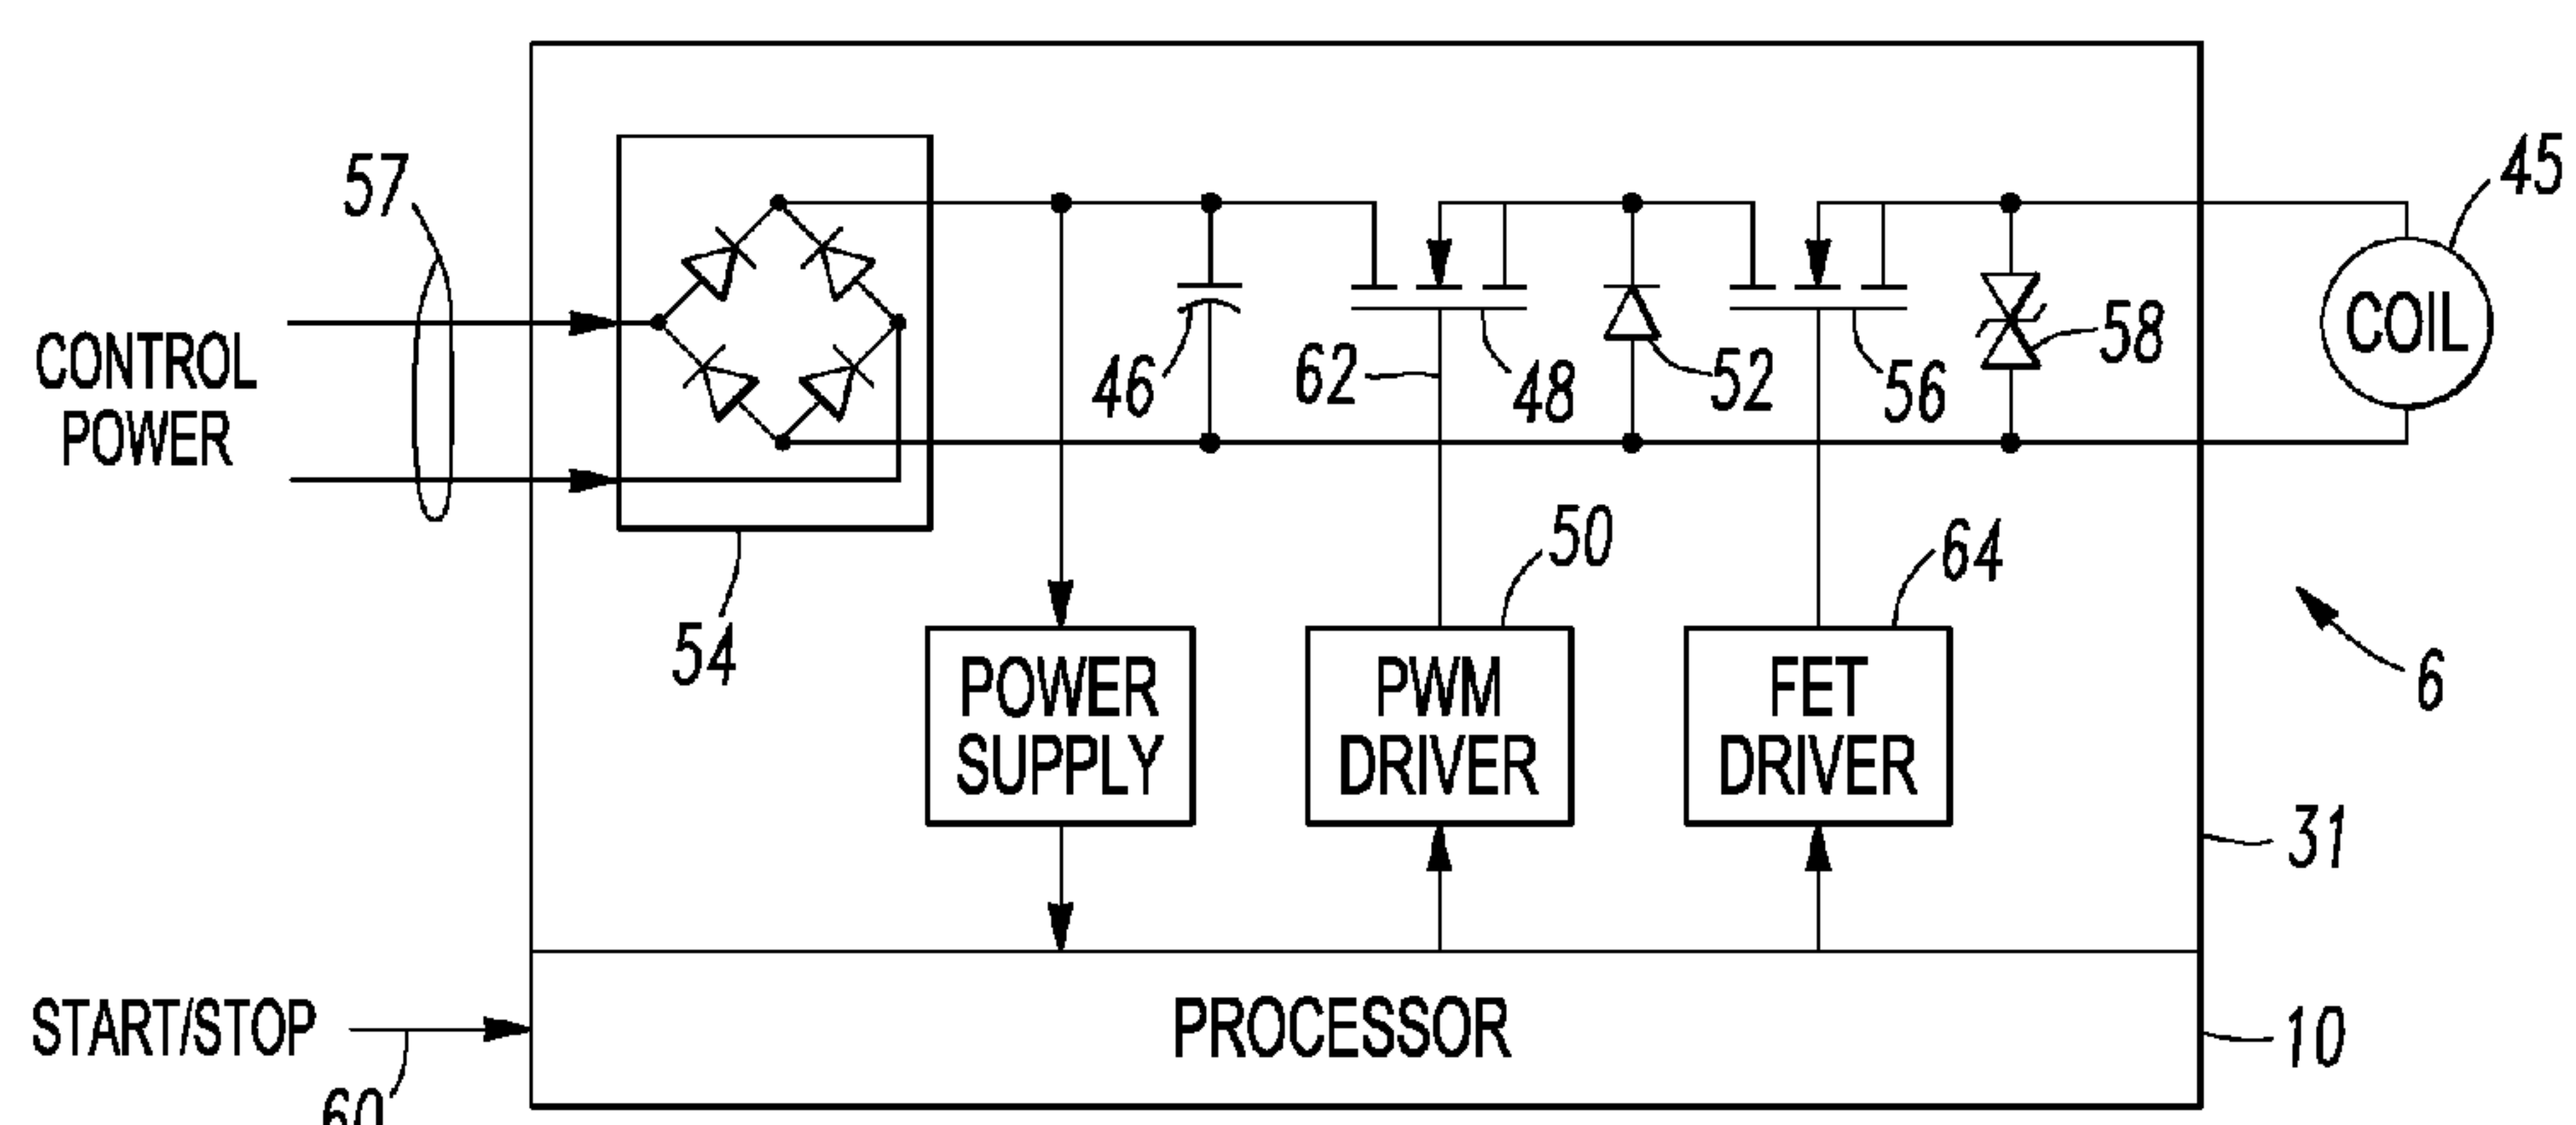 57
45
CONTROL
POWER
COIL
46
62
48
52
56
58
54
50
64
POWER
SUPPLY
PWM
DRIVER
FET
DRIVER
6
31
START/STOP
PROCESSOR
10
60